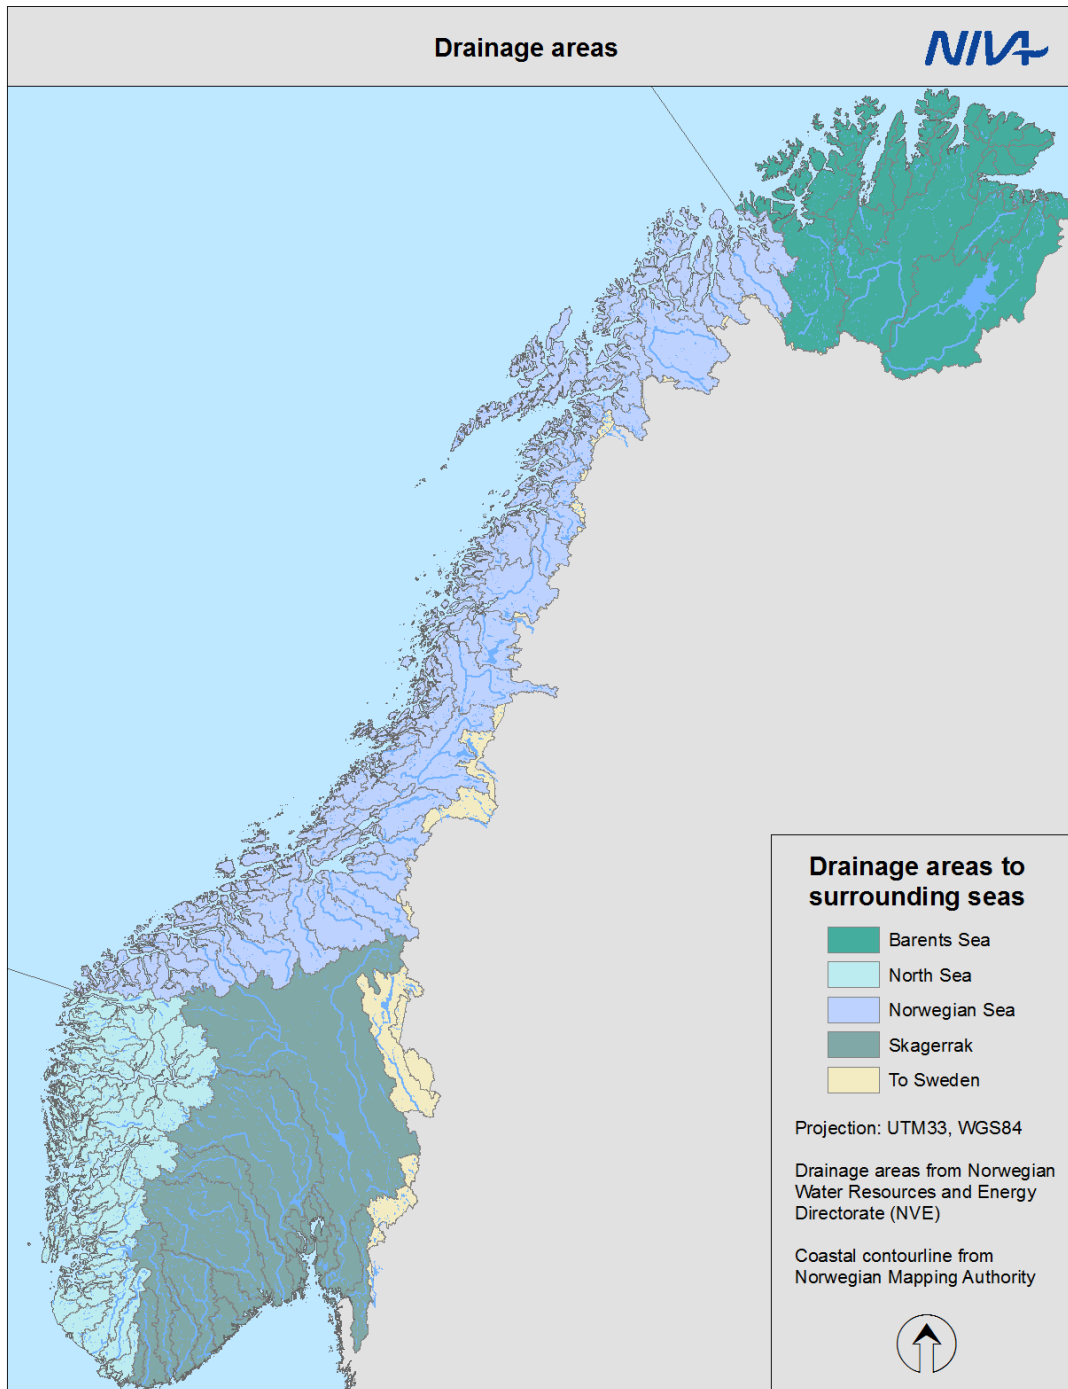 Drainage areas
NIVA
Drainage areas to
surrounding seas
Barents Sea
North Sea
Norwegian Sea
Skagerrak
To Sweden
Projection: UTM33, WGS84
Drainage areas from Norwegian
Water Resources and Energy
Directorate (NVE)
Coastal contourline from
Norwegian Mapping Authority